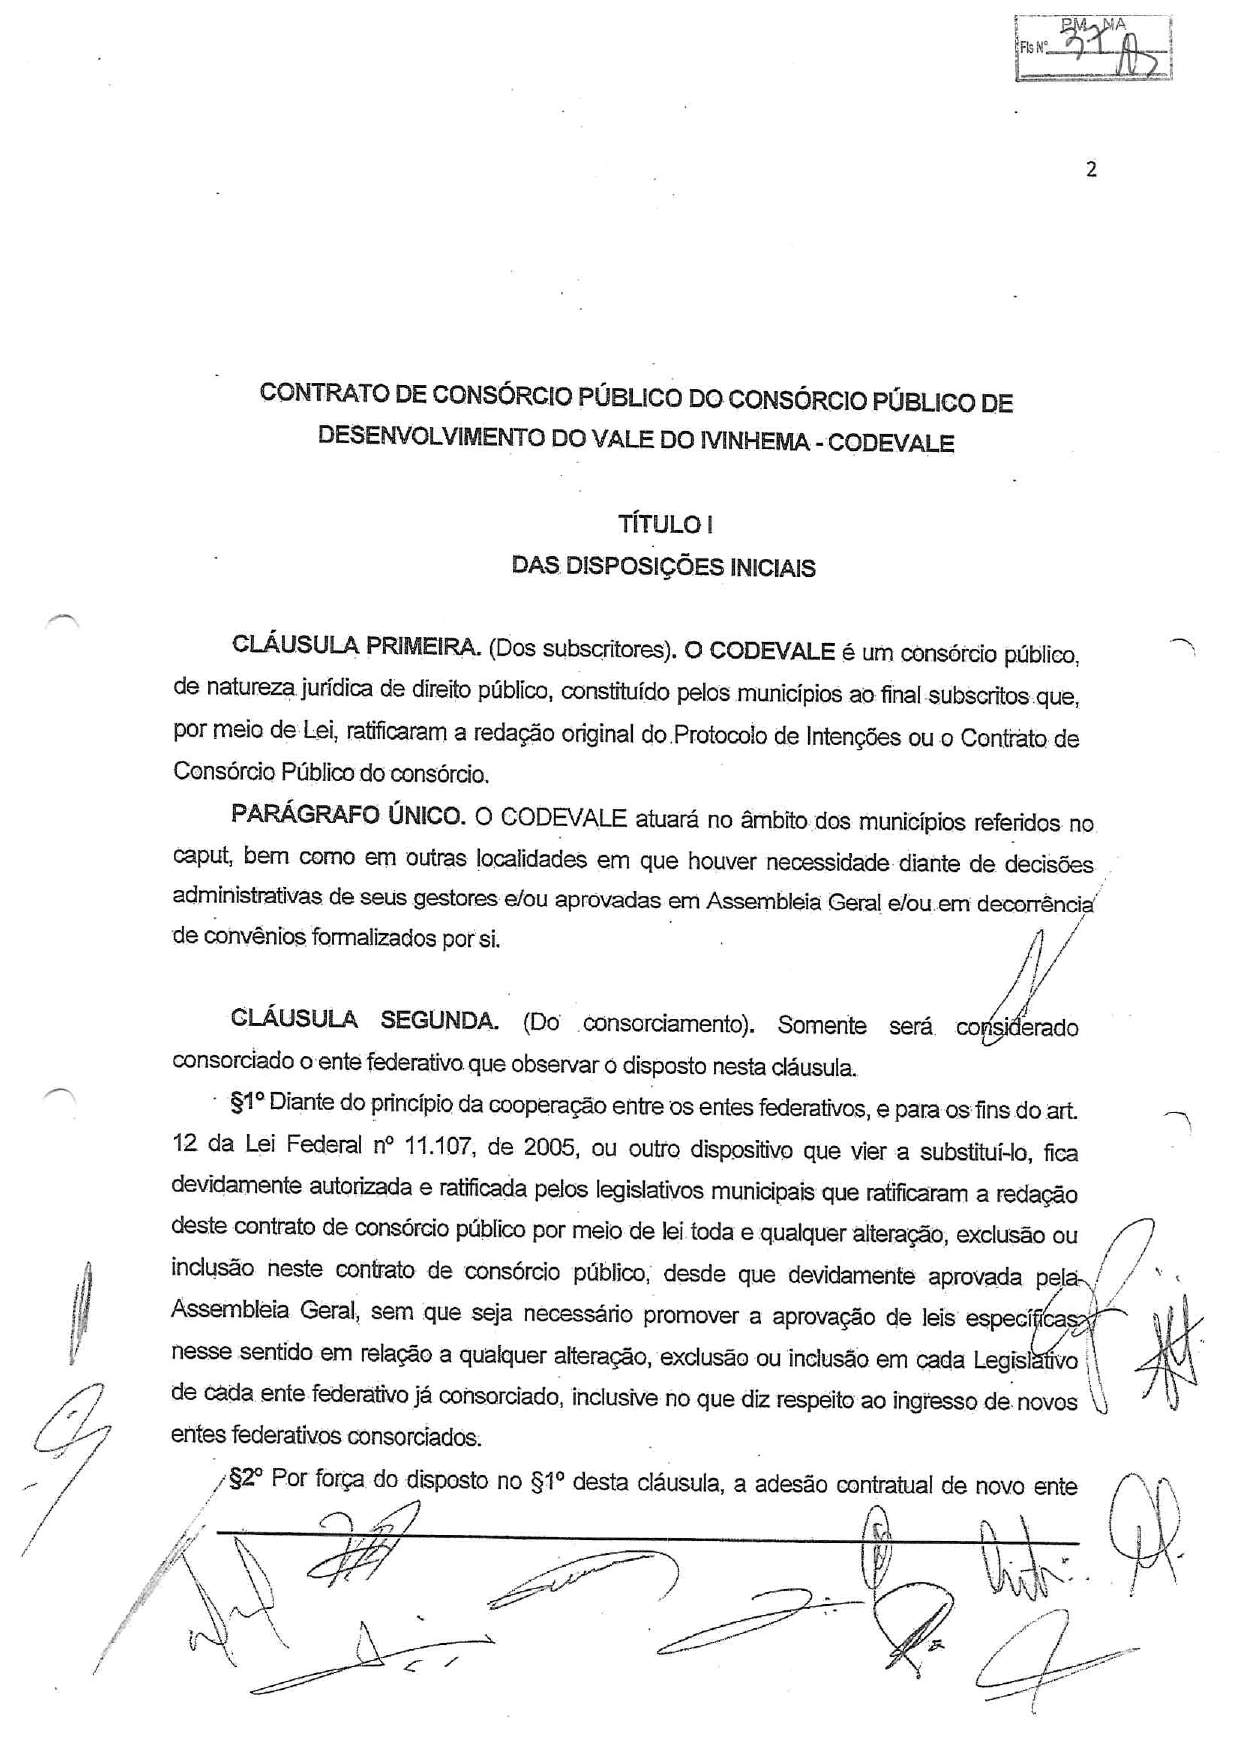 PM NA
Fls Nº 37
2
CONTRATO DE CONSÓRCIO PÚBLICO DO CONSÓRCIO PÚBLICO DE
DESENVOLVIMENTO DO VALE DO IVINHEMA - CODEVALE
TÍTULO I
DAS DISPOSIÇÕES INICIAIS
CLÁUSULA PRIMEIRA. (Dos subscritores). O CODEVALE é um consórcio público,
de natureza jurídica de direito público, constituído pelos municípios ao final subscritos que,
por meio de Lei, ratificaram a redação original do Protocolo de Intenções ou o Contrato de
Consórcio Público do consórcio.
PARÁGRAFO ÚNICO. O CODEVALE atuará no âmbito dos municípios referidos no
caput, bem como em outras localidades em que houver necessidade diante de decisões
administrativas de seus gestores e/ou aprovadas em Assembleia Geral e/ou em decorrência
de convênios formalizados por si.
CLÁUSULA SEGUNDA. (Do consorciamento). Somente será considerado
consorciado o ente federativo que observar o disposto nesta cláusula.
§1º Diante do princípio da cooperação entre os entes federativos, e para os fins do art.
12 da Lei Federal nº 11.107, de 2005, ou outro dispositivo que vier a substituí-lo, fica
devidamente autorizada e ratificada pelos legislativos municipais que ratificaram a redação
deste contrato de consórcio público por meio de lei toda e qualquer alteração, exclusão ou
inclusão neste contrato de consórcio público, desde que devidamente aprovada pela
Assembleia Geral, sem que seja necessário promover a aprovação de leis específicas
nesse sentido em relação a qualquer alteração, exclusão ou inclusão em cada Legislativo
de cada ente federativo já consorciado, inclusive no que diz respeito ao ingresso de novos
entes federativos consorciados.
§2º Por força do disposto no §1º desta cláusula, a adesão contratual de novo ente